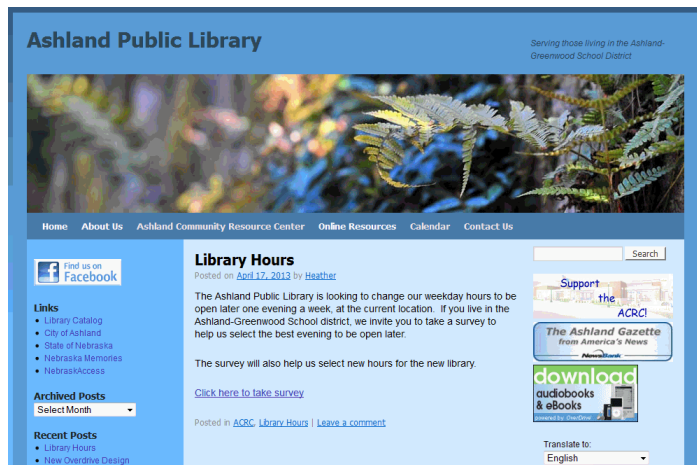 Ashland Public Library
Serving those living in the Ashland-
Greenwood School District
Home About Us Ashland Community Resource Center Online Resources Calendar Contact Us
Find us on
Facebook
Links
Library Catalog
City of Ashland
State of Nebraska
Nebraska Memories
NebraskAccess
Archived Posts
Select Month
Recent Posts
Library Hours
New Overdrive Design
Library Hours
Posted on April 17, 2013 by Heather
The Ashland Public Library is looking to change our weekday hours to be
open later one evening a week, at the current location.  If you live in the
Ashland-Greenwood School district, we invite you to take a survey to
help us select the best evening to be open later.
The survey will also help us select new hours for the new library.
Click here to take survey
Posted in ACRC, Library Hours | Leave a comment
Search
Support
the
ACRC!
The Ashland Gazette
from America's News
NewsBank
download
audiobooks
& eBooks
powered by OverDrive
Translate to:
English